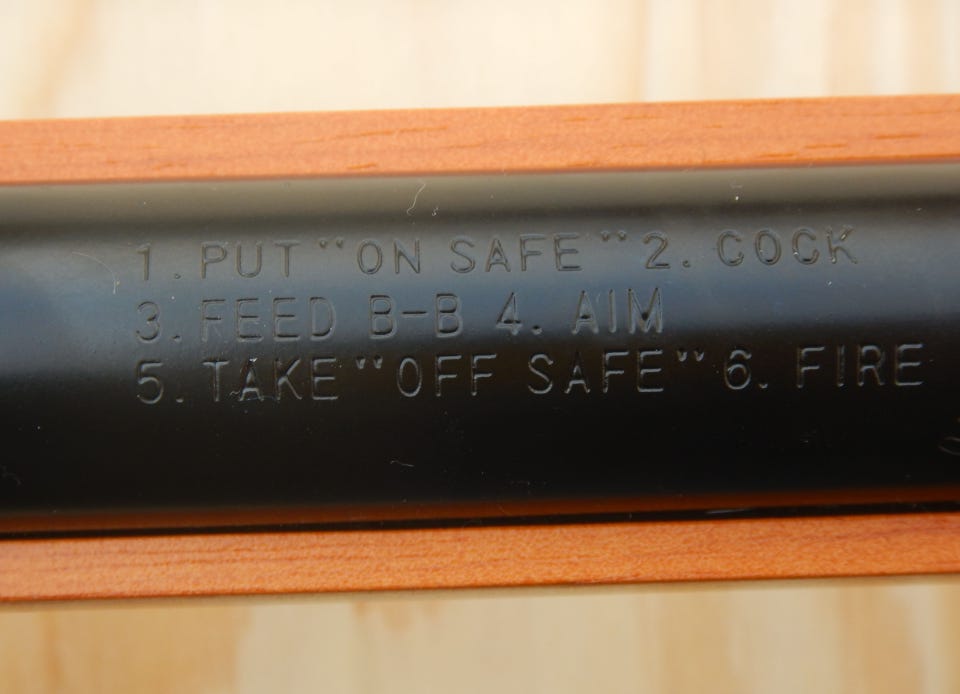 1. PUT "ON SAFE" 2. COCK
3. FEED B-B 4. AIM
5. TAKE "OFF SAFE" 6. FIRE